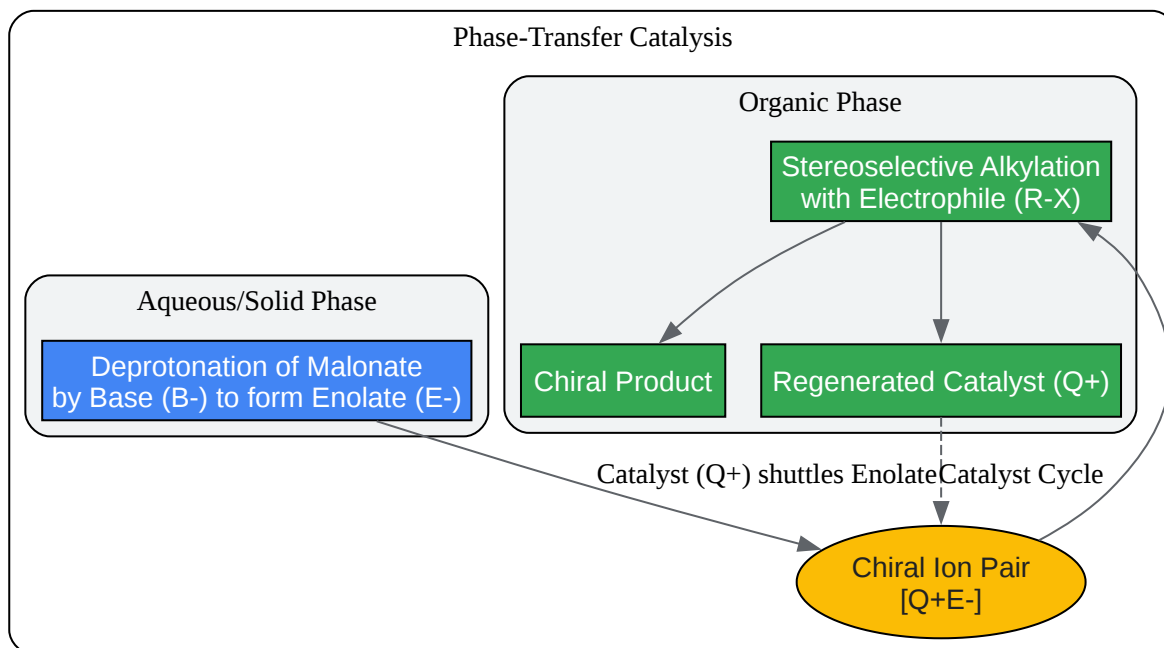 Phase-Transfer Catalysis
Organic Phase
Stereoselective Alkylation
with Electrophile (R-X)
Aqueous/Solid Phase
Deprotonation of Malonate
by Base (B-) to form Enolate (E-)
Chiral Product
Regenerated Catalyst (Q+)
Catalyst (Q+) shuttles Enolate
Catalyst Cycle
Chiral Ion Pair
[Q+E-]